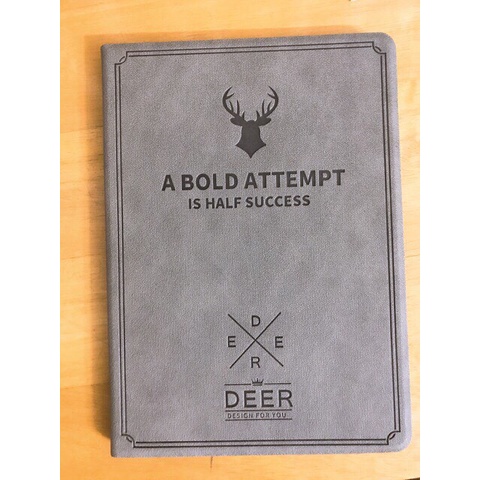 A BOLD ATTEMPT
IS HALF SUCCESS
D
E E
R
DEER
DESIGN FOR YOU...